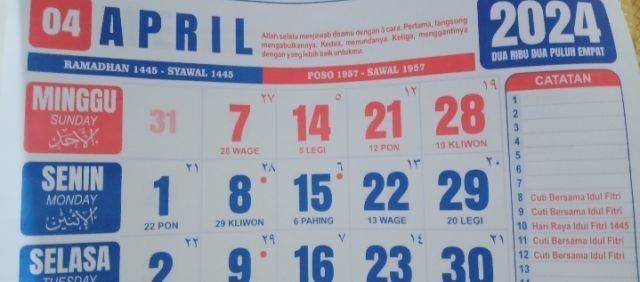 04 APRIL
Allah selalu menjawab doamu dengan 3 cara. Pertama, langsung
mengabulkannya. Kedua, menundanya. Ketiga, menggantinya
dengan yang lebih baik untukmu.
2024
DUA RIBU DUA PULUH EMPAT
RAMADHAN 1445 - SYAWAL 1445
POSO 1957 - SAWAL 1957
MINGGU
SUNDAY
الأحد
31
7 ٢٧
28 WAGE
14 ٥
5 LEGI
21 ١٢
12 PON
28 ١٩
19 KLIWON
SENIN
MONDAY
الإثنين
1 ٢١
22 PON
8 ٢٨
29 KLIWON
15 ٦
6 PAHING
22 ١٣
13 WAGE
29 ٢٠
20 LEGI
SELASA
TUESDAY
2 ٢٢
9 ٢٩
16 ٧
23 ١٤
30 ٢١
CATATAN
1
2
3
4
5
6
7
8 Cuti Bersama Idul Fitri
9 Cuti Bersama Idul Fitri
10 Hari Raya Idul Fitri 1445
11 Cuti Bersama Idul Fitri
12 Cuti Bersama Idul Fitri